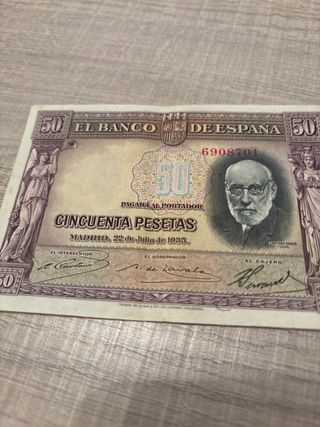 50 50
EL BANCO DE ESPAÑA
6908701
50
PAGARÁ AL PORTADOR
CINCUENTA PESETAS
MADRID, 22 de Julio de 1935.
EL INTERVENTOR EL GOBERNADOR EL CAJERO
50